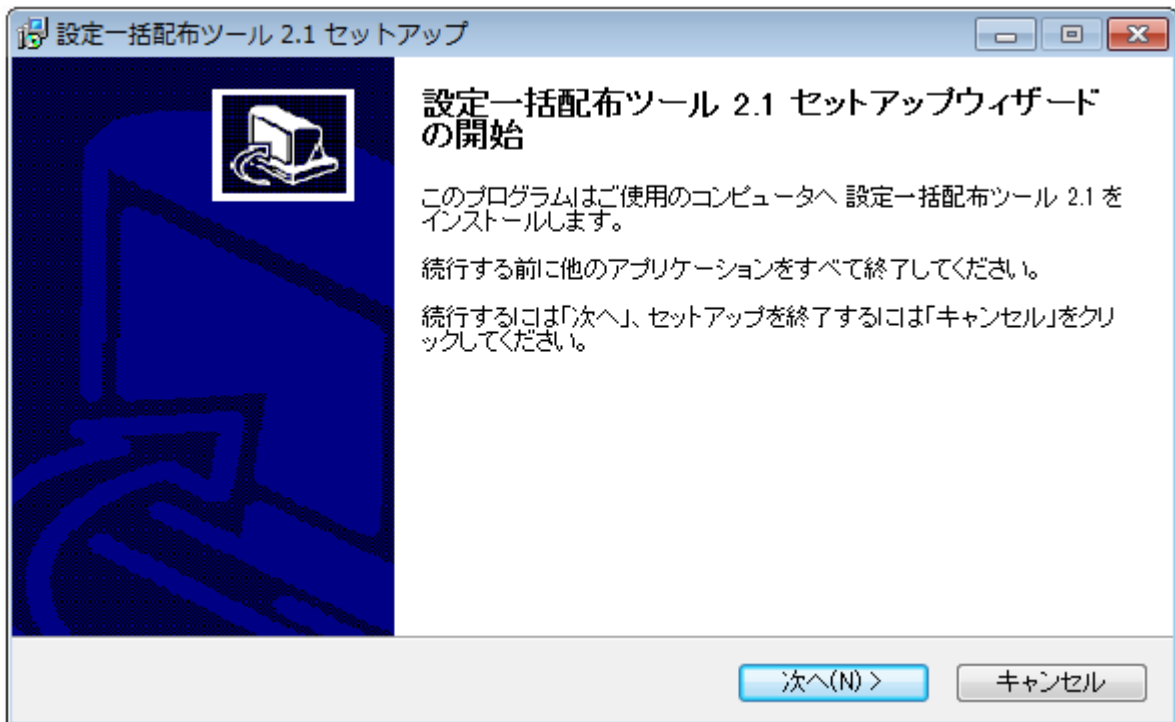 設定一括配布ツール 2.1 セットアップ
設定一括配布ツール 2.1 セットアップウィザード
の開始
このプログラムはご使用のコンピュータへ 設定一括配布ツール 2.1 を
インストールします。
続行する前に他のアプリケーションをすべて終了してください。
続行するには「次へ」、セットアップを終了するには「キャンセル」をクリ
ックしてください。
次へ(N) >
キャンセル